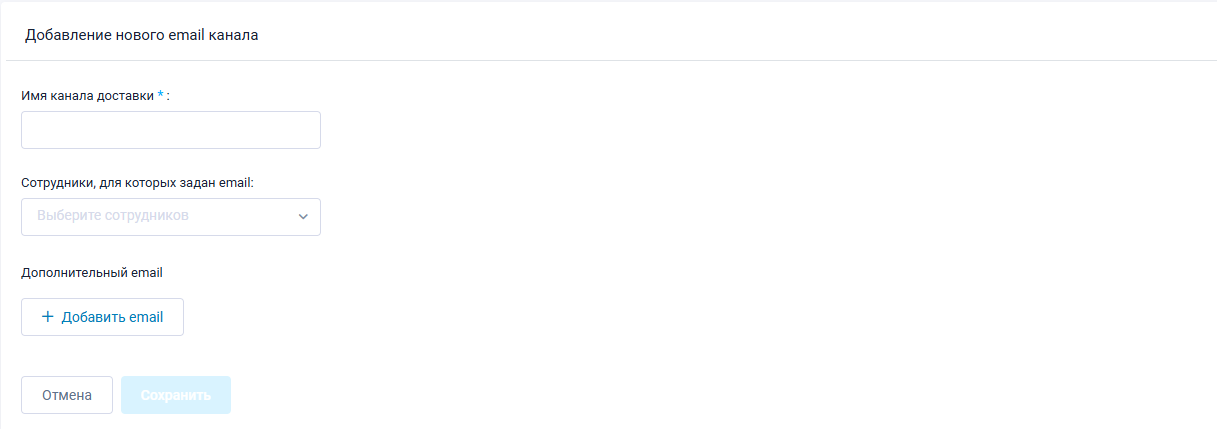 Добавление нового email канала
Имя канала доставки * :
Сотрудники, для которых задан email:
Выберите сотрудников
Дополнительный email
+ Добавить email
Отмена
Сохранить